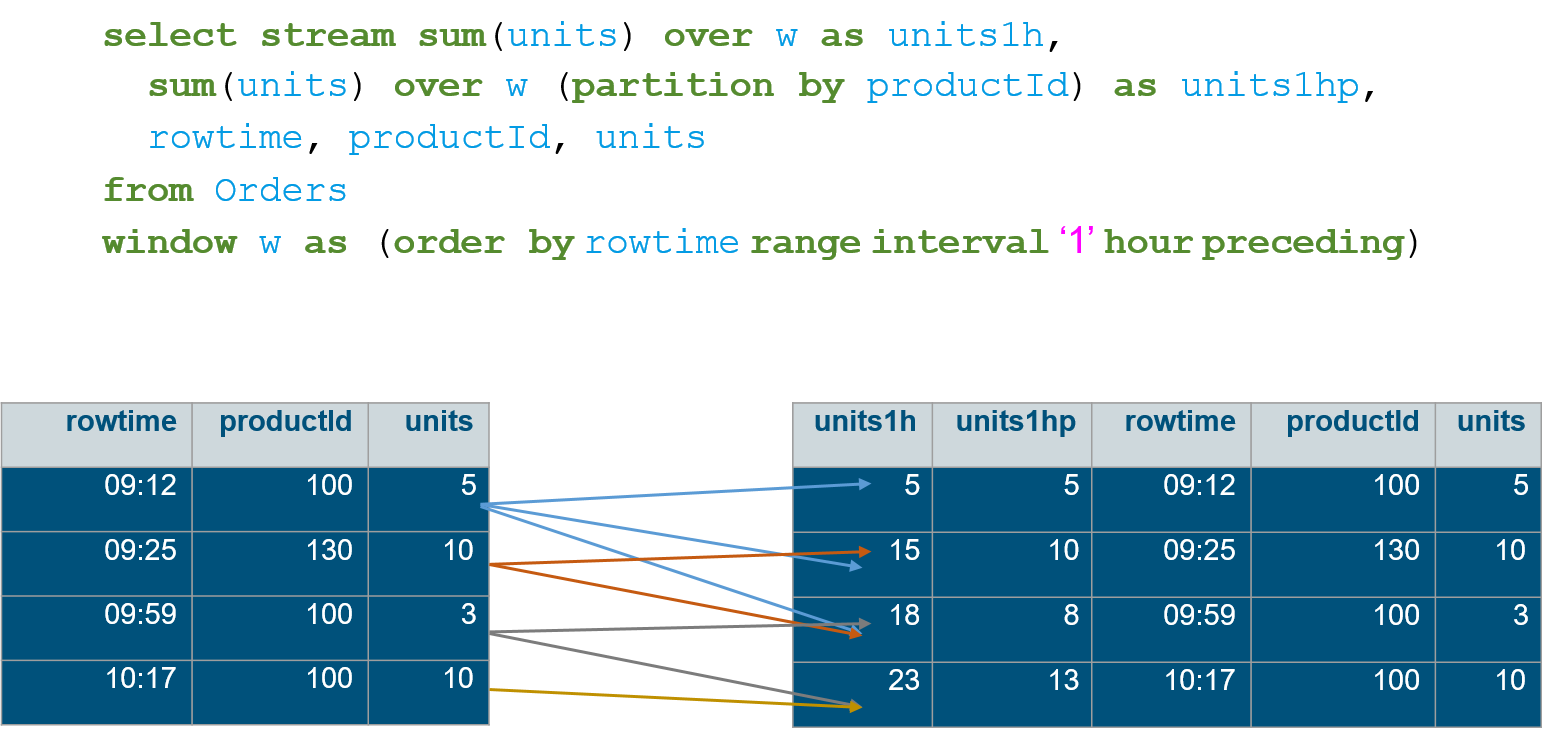 select stream sum(units) over w as units1h,
sum(units) over w (partition by productId) as units1hp,
rowtime, productId, units
from Orders
window w as (order by rowtime range interval ‘1’ hour preceding)
rowtime productId units
09:12 100 5
09:25 130 10
09:59 100 3
10:17 100 10
units1h units1hp rowtime productId units
5 5 09:12 100 5
15 10 09:25 130 10
18 8 09:59 100 3
23 13 10:17 100 10